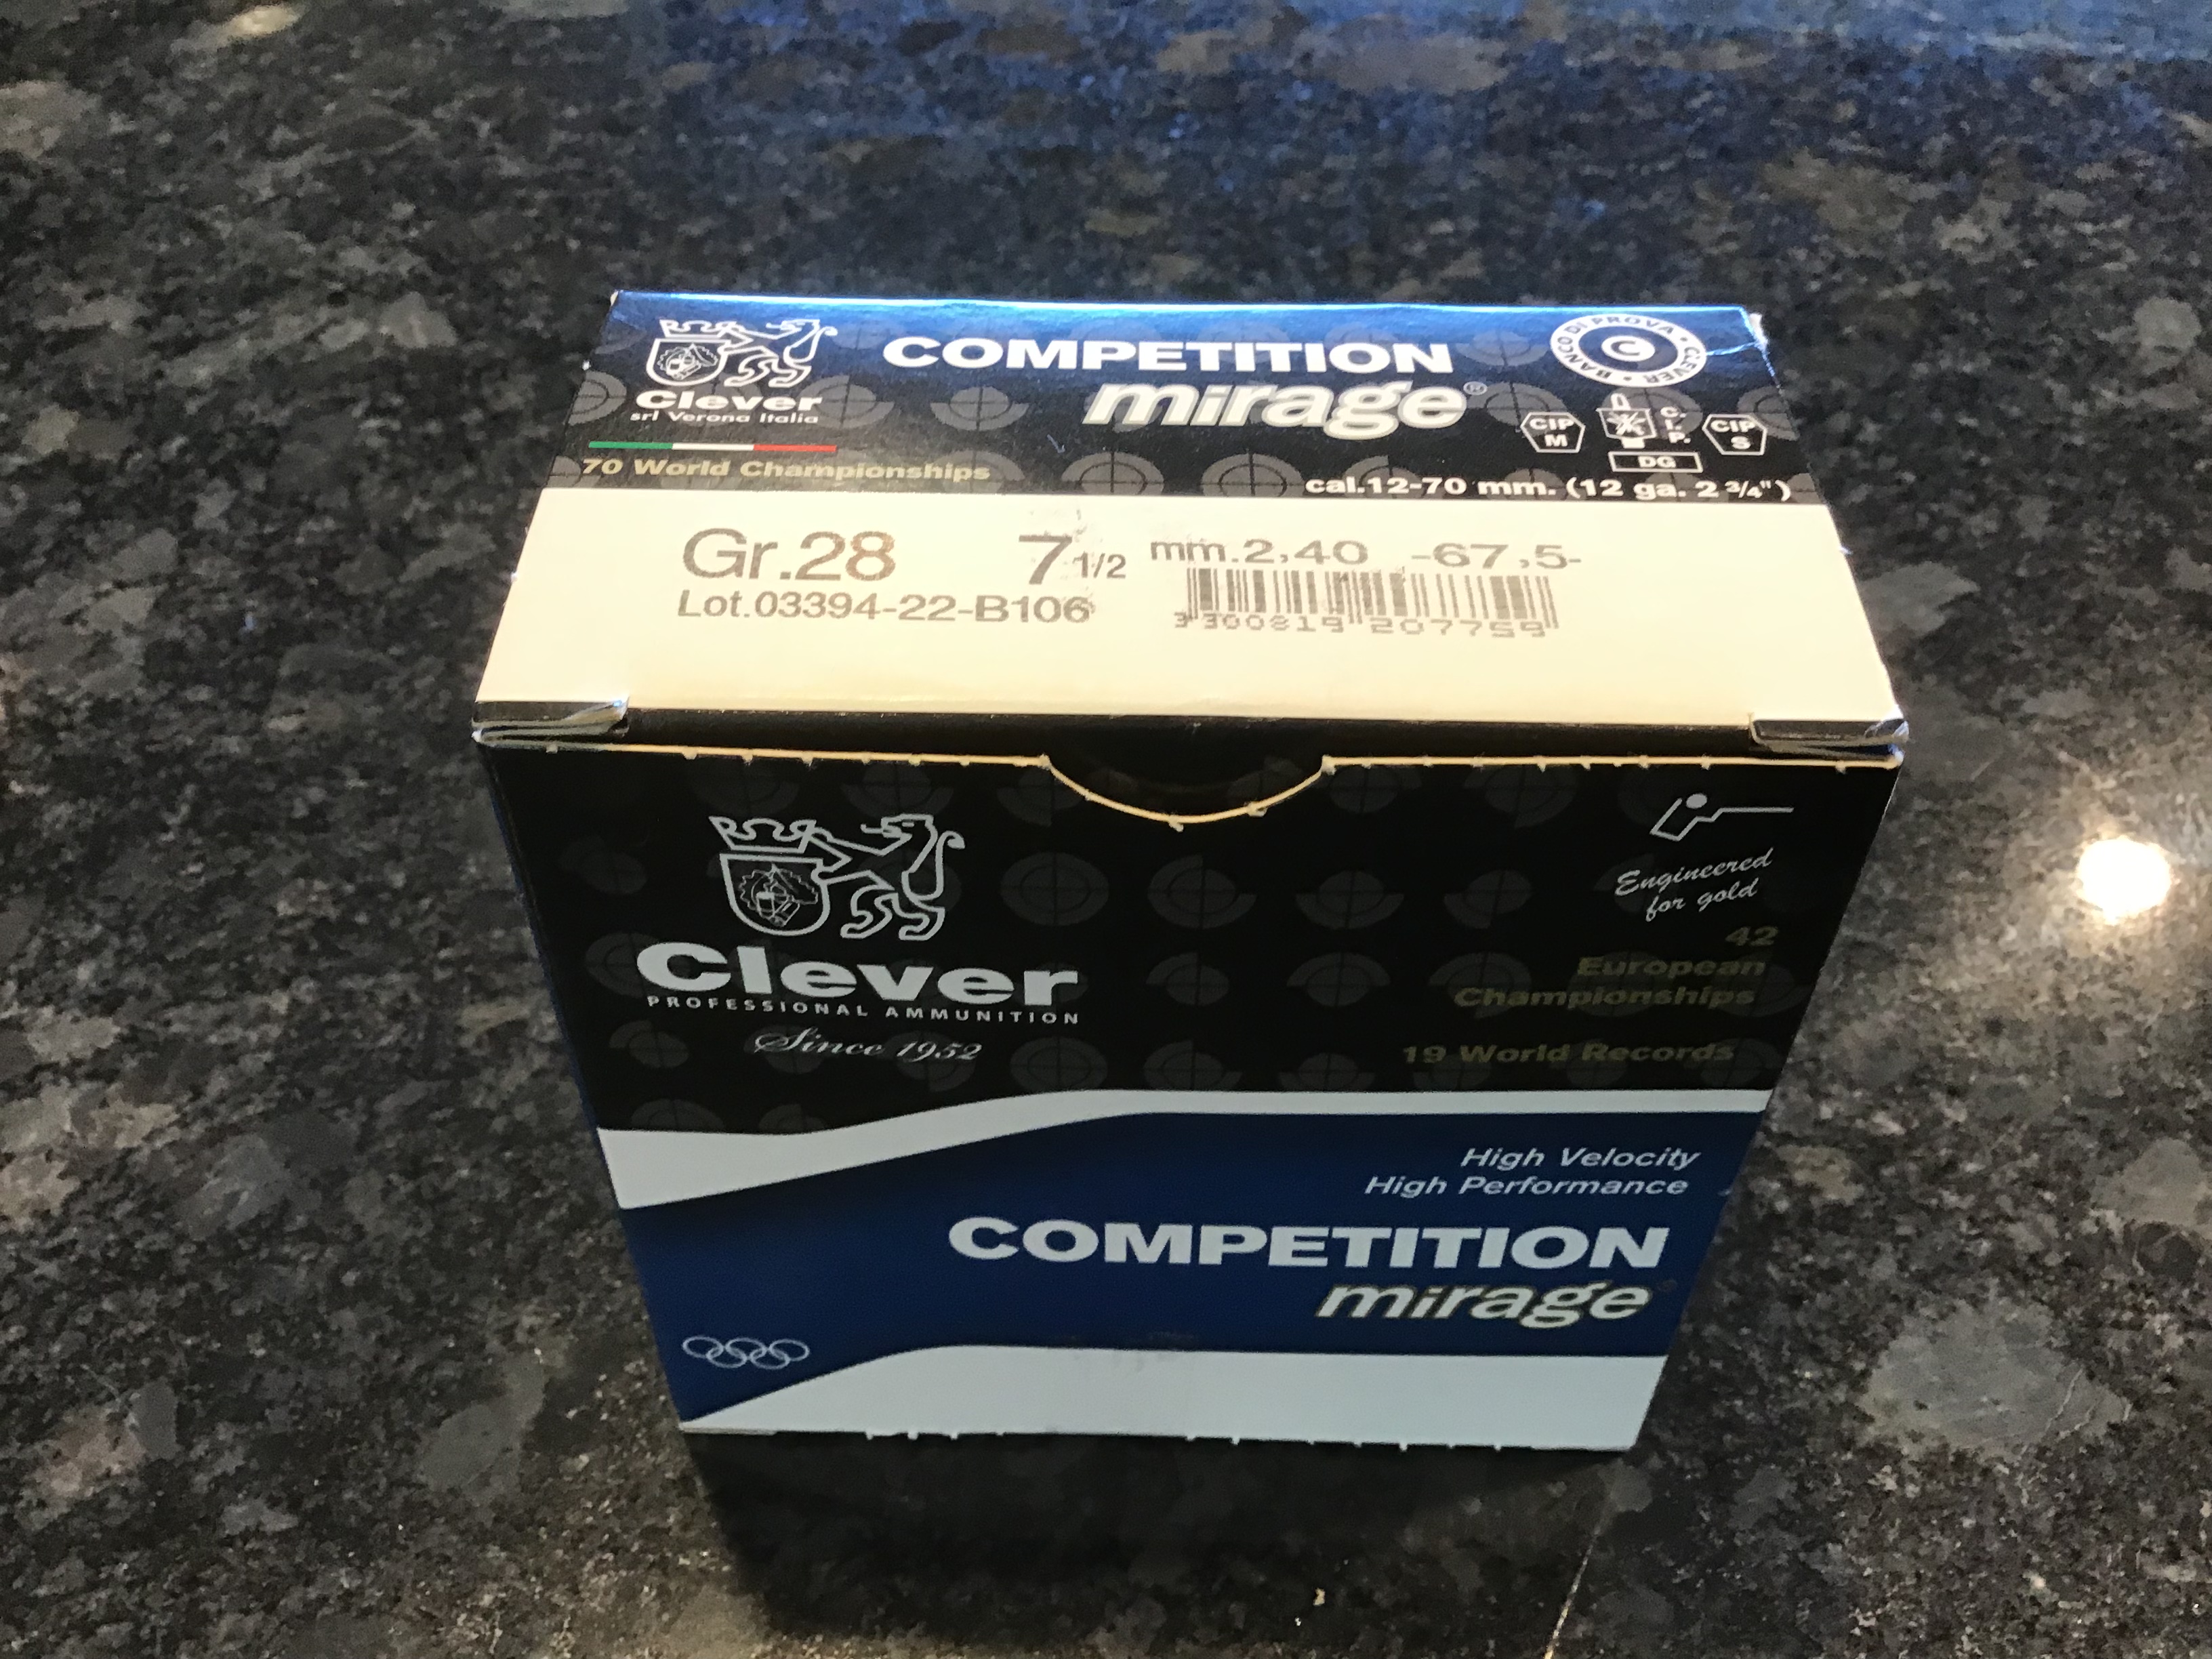 Clever
srl Verona Italia
70 World Championships
COMPETITION
mirage®
BANCO DI PROVA • CLEVER •
C
CIP
M
C.
I.
P.
DG
CIP
S
cal.12-70 mm. (12 ga. 2 3/4")
Gr.28 7 1/2 mm.2,40 -67,5-
Lot.03394-22-B106
3 300819 207759
Clever
PROFESSIONAL AMMUNITION
Since 1952
Engineered
for gold
42
European
Championships
19 World Records
High Velocity
High Performance
COMPETITION
mirage